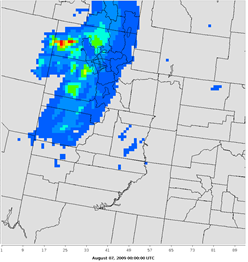 1 9 17 25 33 41 49 57 65 73 81 89
August 07, 2009 00:00:00 UTC